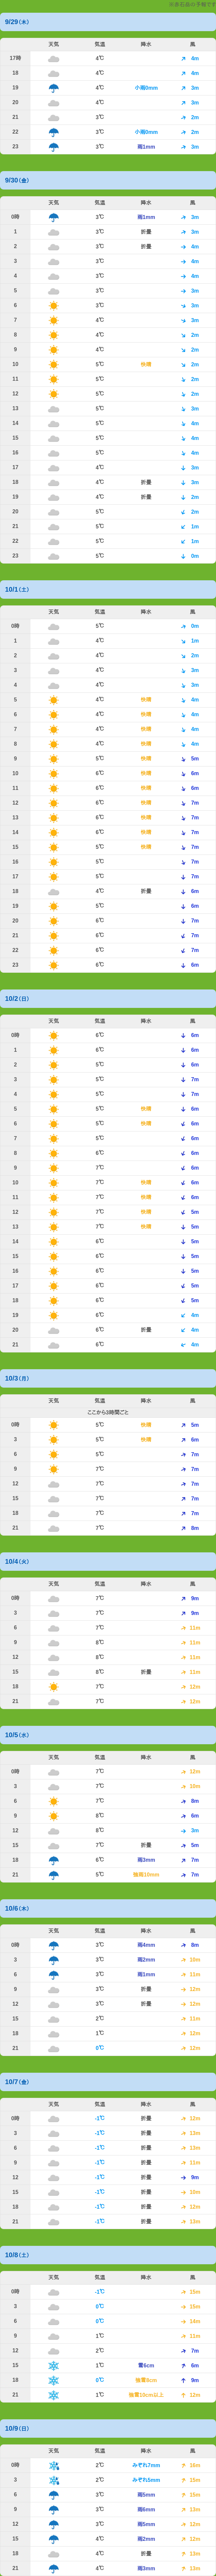 9/29（木）
天気 気温 降水 風
17時 4℃ 4m
18 4℃ 4m
19 4℃ 小雨0mm 3m
20 4℃ 3m
21 3℃ 2m
22 4℃ 小雨0mm 2m
23 3℃ 雨1mm 3m
9/30（金）
天気 気温 降水 風
0時 3℃ 雨1mm 3m
1 3℃ 折曇 3m
2 3℃ 折曇 4m
3 3℃ 4m
4 3℃ 4m
5 3℃ 3m
6 3℃ 3m
7 4℃ 3m
8 4℃ 2m
9 4℃ 2m
10 5℃ 快晴 2m
11 5℃ 2m
12 5℃ 2m
13 5℃ 3m
14 5℃ 4m
15 5℃ 4m
16 5℃ 4m
17 4℃ 3m
18 4℃ 折曇 3m
19 4℃ 折曇 2m
20 5℃ 2m
21 5℃ 1m
22 5℃ 1m
23 5℃ 0m
10/1（土）
天気 気温 降水 風
0時 5℃ 0m
1 4℃ 1m
2 4℃ 2m
3 4℃ 3m
4 4℃ 3m
5 4℃ 快晴 4m
6 4℃ 快晴 4m
7 4℃ 快晴 4m
8 4℃ 快晴 4m
9 5℃ 快晴 5m
10 6℃ 快晴 6m
11 6℃ 快晴 6m
12 6℃ 快晴 7m
13 6℃ 快晴 7m
14 6℃ 快晴 7m
15 6℃ 快晴 7m
16 5℃ 7m
17 5℃ 7m
18 4℃ 折曇 6m
19 5℃ 6m
20 6℃ 7m
21 6℃ 7m
22 6℃ 7m
23 6℃ 6m
10/2（日）
天気 気温 降水 風
0時 6℃ 6m
1 6℃ 6m
2 5℃ 6m
3 5℃ 7m
4 5℃ 7m
5 5℃ 快晴 6m
6 5℃ 快晴 6m
7 5℃ 6m
8 6℃ 6m
9 7℃ 6m
10 7℃ 快晴 6m
11 7℃ 快晴 6m
12 7℃ 快晴 5m
13 7℃ 快晴 5m
14 6℃ 5m
15 6℃ 5m
16 6℃ 5m
17 6℃ 5m
18 6℃ 5m
19 6℃ 4m
20 6℃ 折曇 4m
21 6℃ 4m
10/3（月）
天気 気温 降水 風
ここから3時間ごと
0時 5℃ 快晴 5m
3 5℃ 快晴 6m
6 5℃ 7m
9 7℃ 7m
12 7℃ 7m
15 7℃ 7m
18 7℃ 7m
21 7℃ 8m
10/4（火）
天気 気温 降水 風
0時 7℃ 9m
3 7℃ 9m
6 7℃ 11m
9 8℃ 11m
12 8℃ 11m
15 8℃ 折曇 11m
18 7℃ 12m
21 7℃ 12m
10/5（水）
天気 気温 降水 風
0時 7℃ 12m
3 7℃ 10m
6 7℃ 8m
9 8℃ 6m
12 8℃ 3m
15 7℃ 折曇 5m
18 6℃ 雨3mm 7m
21 5℃ 強雨10mm 7m
10/6（木）
天気 気温 降水 風
0時 3℃ 雨4mm 8m
3 3℃ 雨2mm 10m
6 3℃ 雨1mm 11m
9 3℃ 折曇 12m
12 3℃ 折曇 12m
15 2℃ 11m
18 1℃ 12m
21 0℃ 12m
10/7（金）
天気 気温 降水 風
0時 -1℃ 折曇 12m
3 -1℃ 折曇 13m
6 -1℃ 折曇 13m
9 -1℃ 折曇 11m
12 -1℃ 折曇 9m
15 -1℃ 折曇 10m
18 -1℃ 折曇 12m
21 -1℃ 折曇 13m
10/8（土）
天気 気温 降水 風
0時 -1℃ 15m
3 0℃ 15m
6 0℃ 14m
9 1℃ 11m
12 2℃ 7m
15 1℃ 雪6cm 6m
18 0℃ 強雪8cm 9m
21 1℃ 強雪10cm以上 12m
10/9（日）
天気 気温 降水 風
0時 2℃ みぞれ7mm 16m
3 2℃ みぞれ5mm 15m
6 3℃ 雨5mm 15m
9 3℃ 雨6mm 13m
12 3℃ 雨5mm 12m
15 4℃ 雨2mm 12m
18 4℃ 折曇 13m
21 4℃ 雨3mm 13m